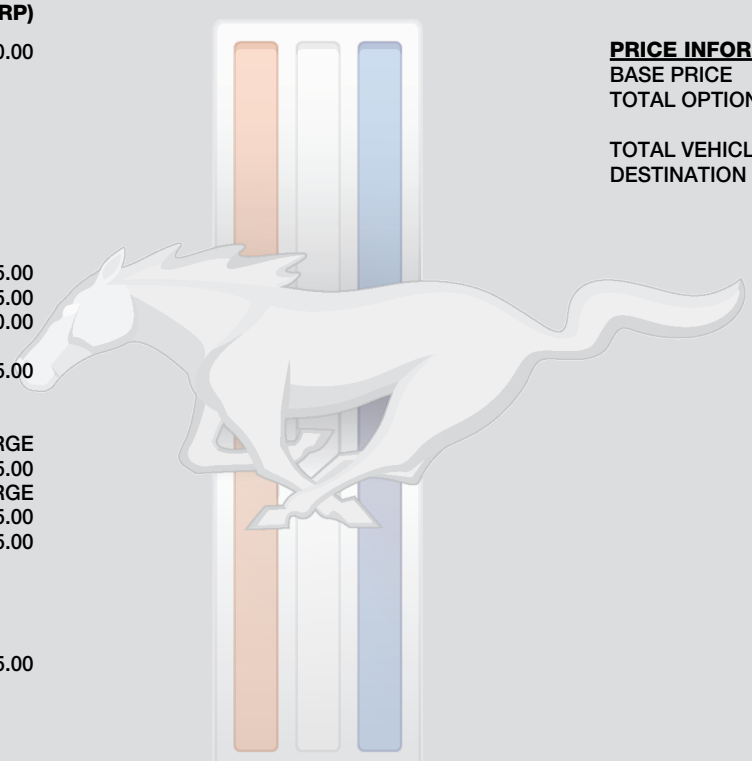 RP)
0.00
5.00
5.00
0.00
5.00
RGE
5.00
RGE
5.00
5.00
5.00
PRICE INFOR
BASE PRICE
TOTAL OPTION
TOTAL VEHICL
DESTINATION